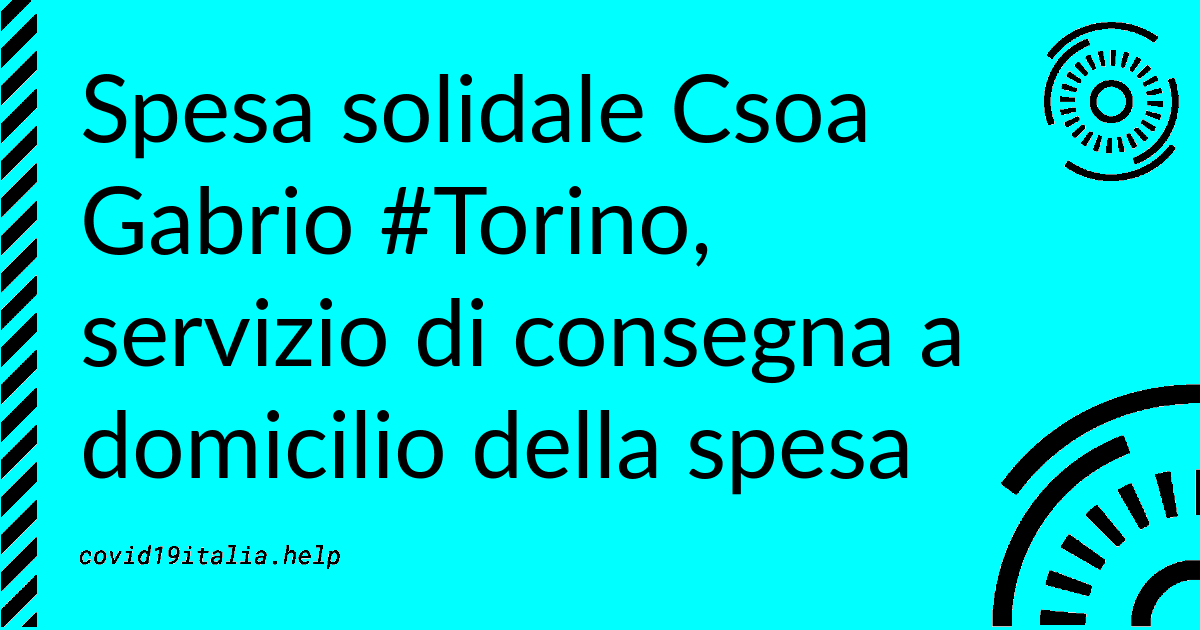 Spesa solidale Csoa
Gabrio #Torino,
servizio di consegna a
domicilio della spesa
covid19italia.help